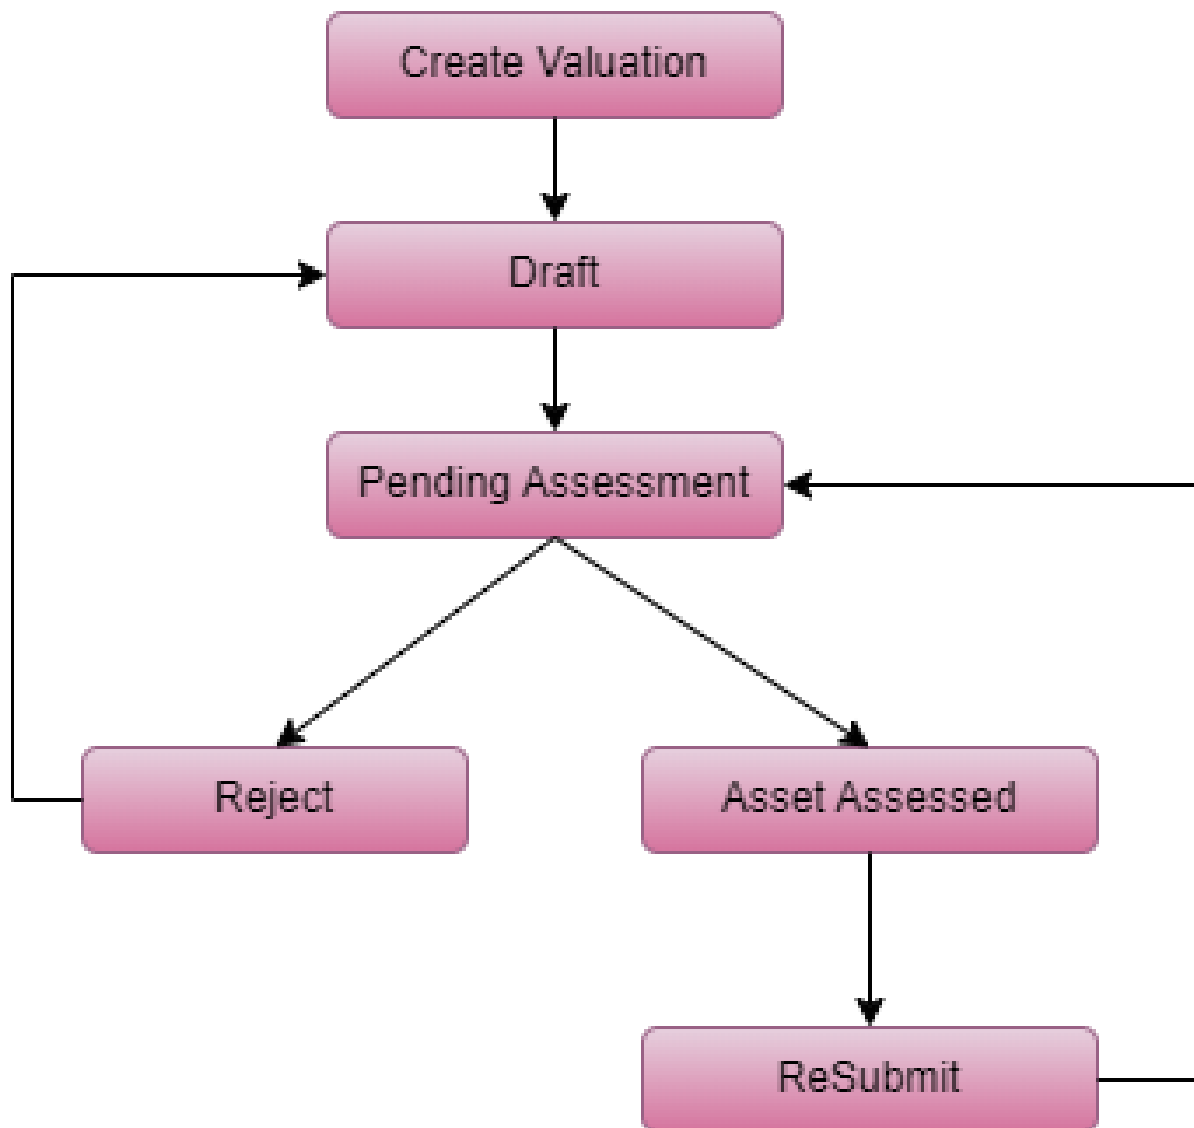 Create Valuation
Draft
Pending Assessment
Reject
Asset Assessed
ReSubmit